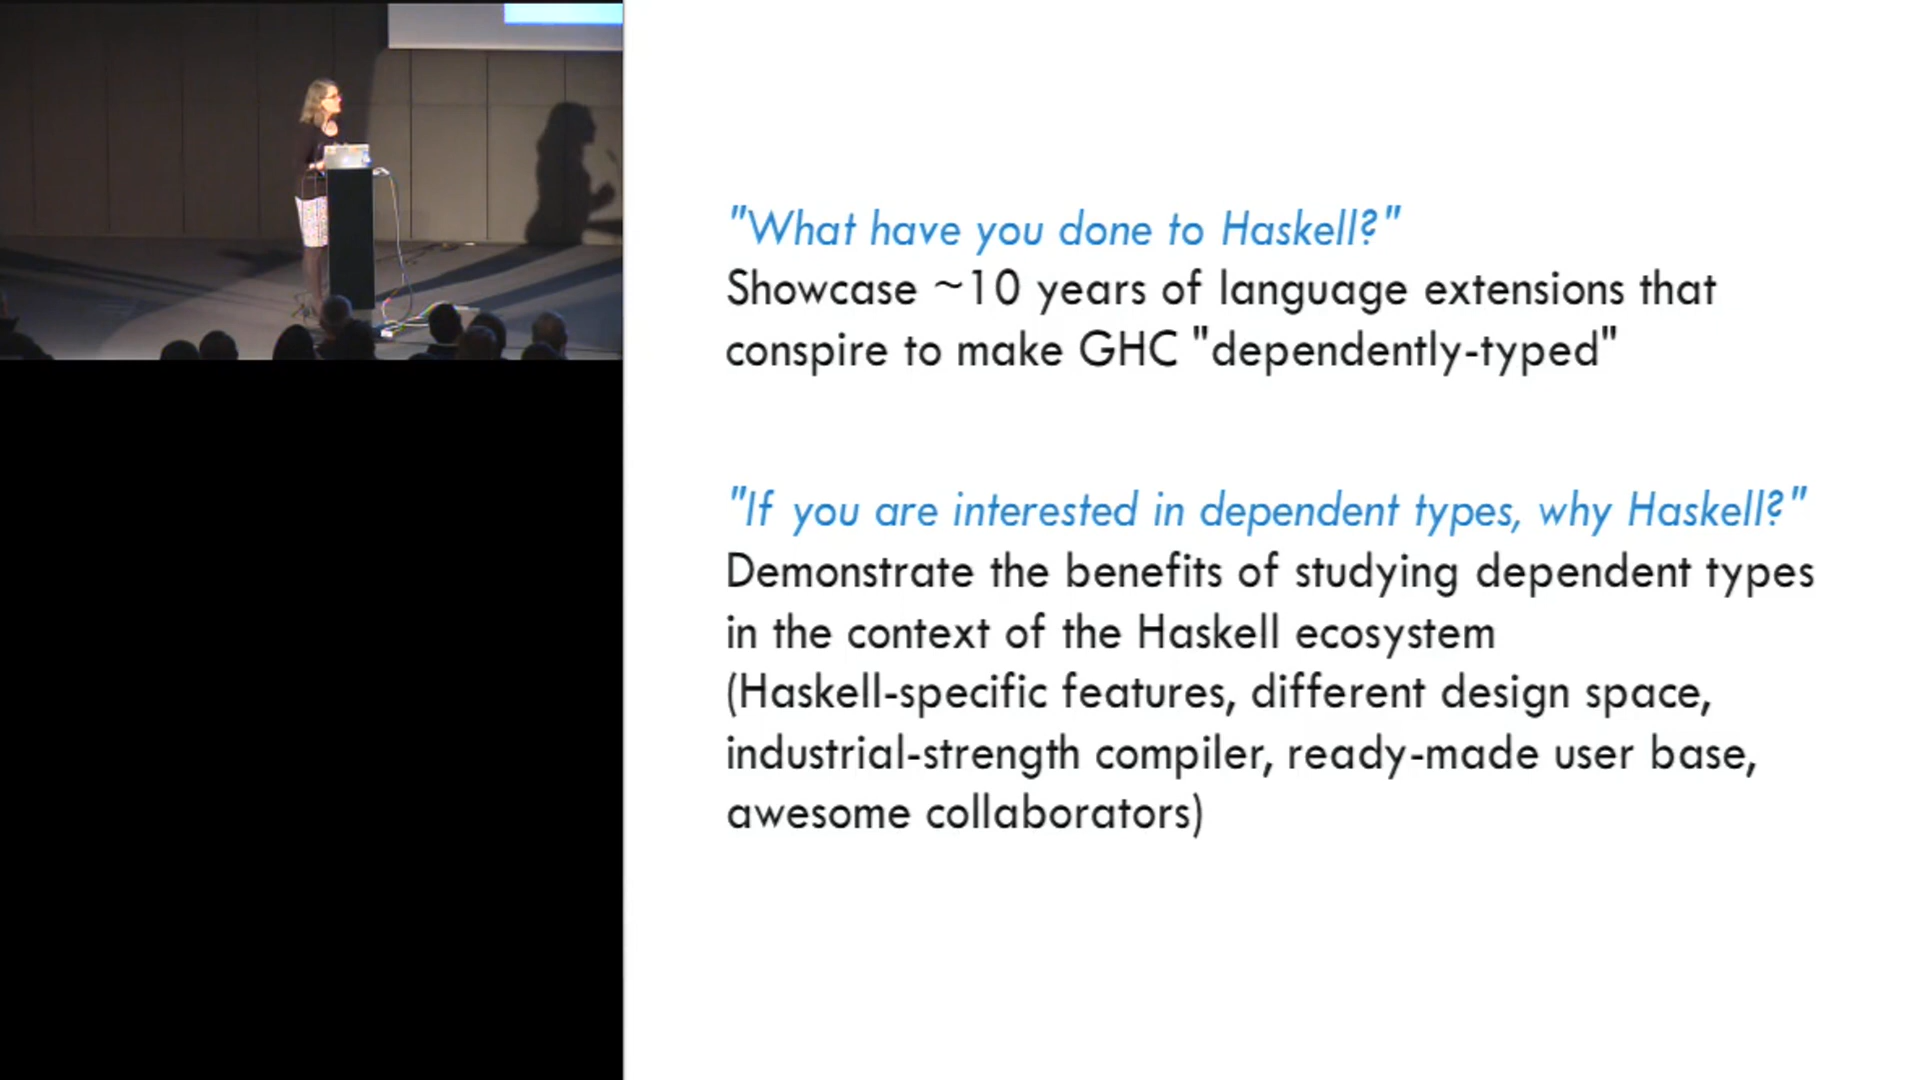 "What have you done to Haskell?"
Showcase ~10 years of language extensions that
conspire to make GHC "dependently-typed"
"If you are interested in dependent types, why Haskell?"
Demonstrate the benefits of studying dependent types
in the context of the Haskell ecosystem
(Haskell-specific features, different design space,
industrial-strength compiler, ready-made user base,
awesome collaborators)